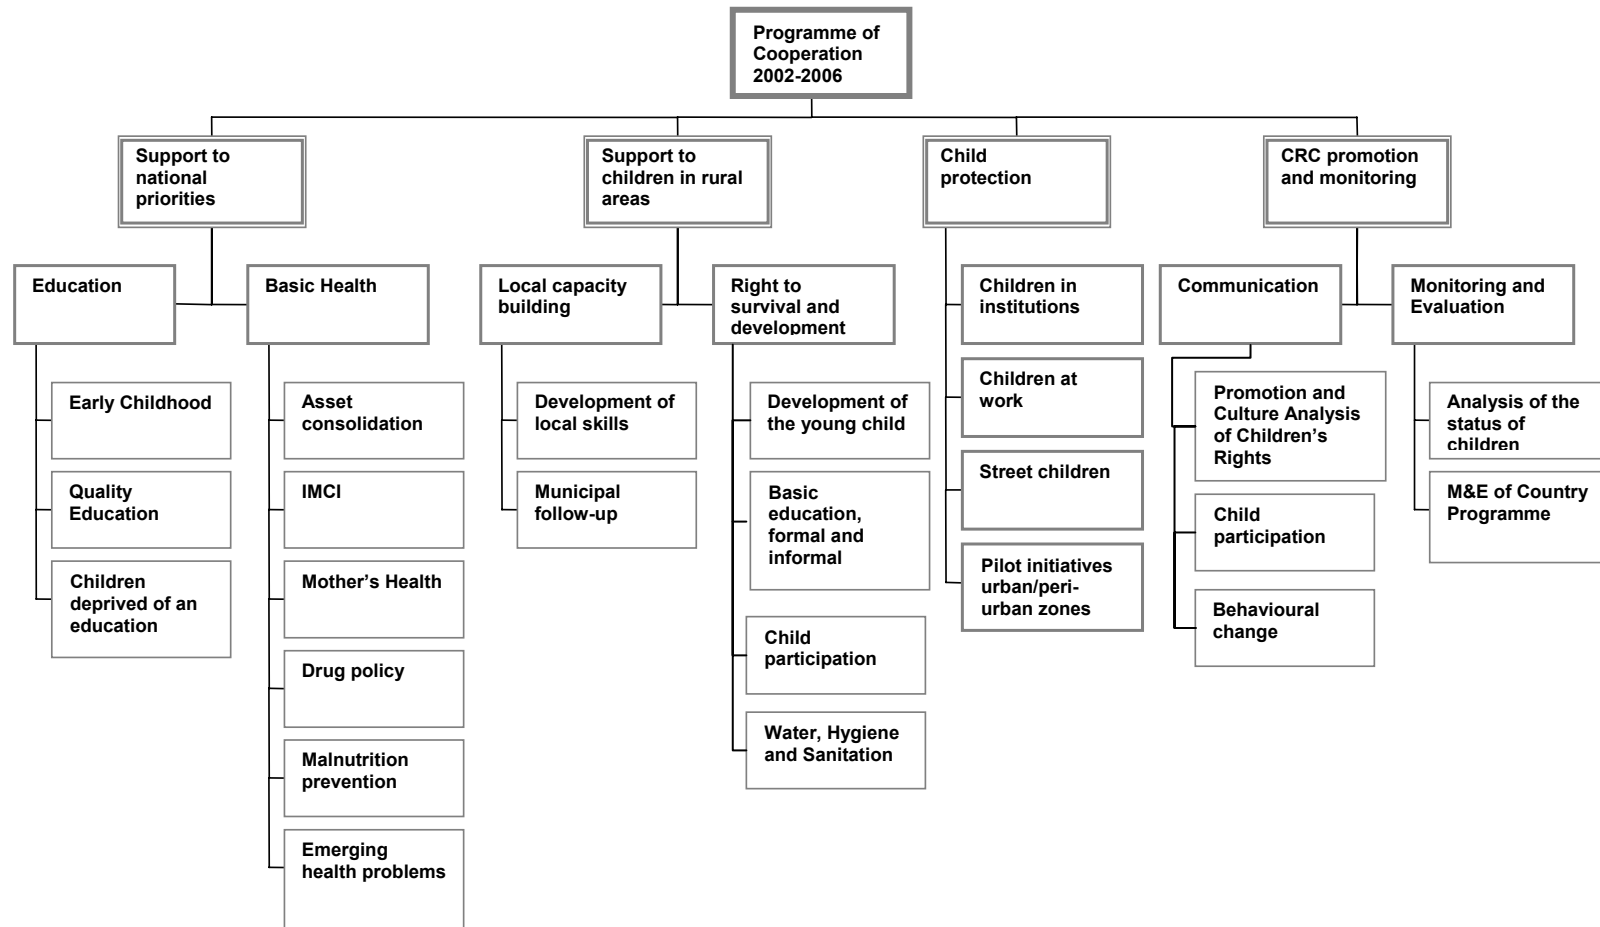 Programme of
Cooperation
2002-2006
Support to
national
priorities
Support to
children in rural
areas
Child
protection
CRC promotion
and monitoring
Education
Basic Health
Local capacity
building
Right to
survival and
development
Children in
institutions
Communication
Monitoring and
Evaluation
Early Childhood
Quality
Education
Children
deprived of an
education
Asset
consolidation
IMCI
Mother's Health
Drug policy
Malnutrition
prevention
Emerging
health problems
Development of
local skills
Municipal
follow-up
Development of
the young child
Basic
education,
formal and
informal
Child
participation
Water, Hygiene
and Sanitation
Children at
work
Street children
Pilot initiatives
urban/peri-
urban zones
Promotion and
Culture Analysis
of Children's
Rights
Child
participation
Behavioural
change
Analysis of the
status of
children
M&E of Country
Programme